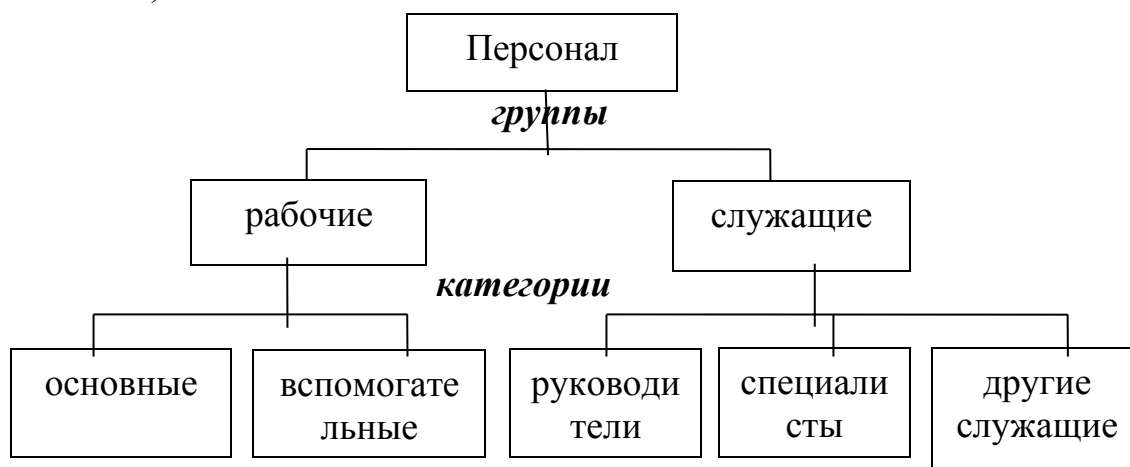 Персонал
группы
рабочие
служащие
категории
основные
вспомогате
льные
руководи
тели
специали
сты
другие
служащие